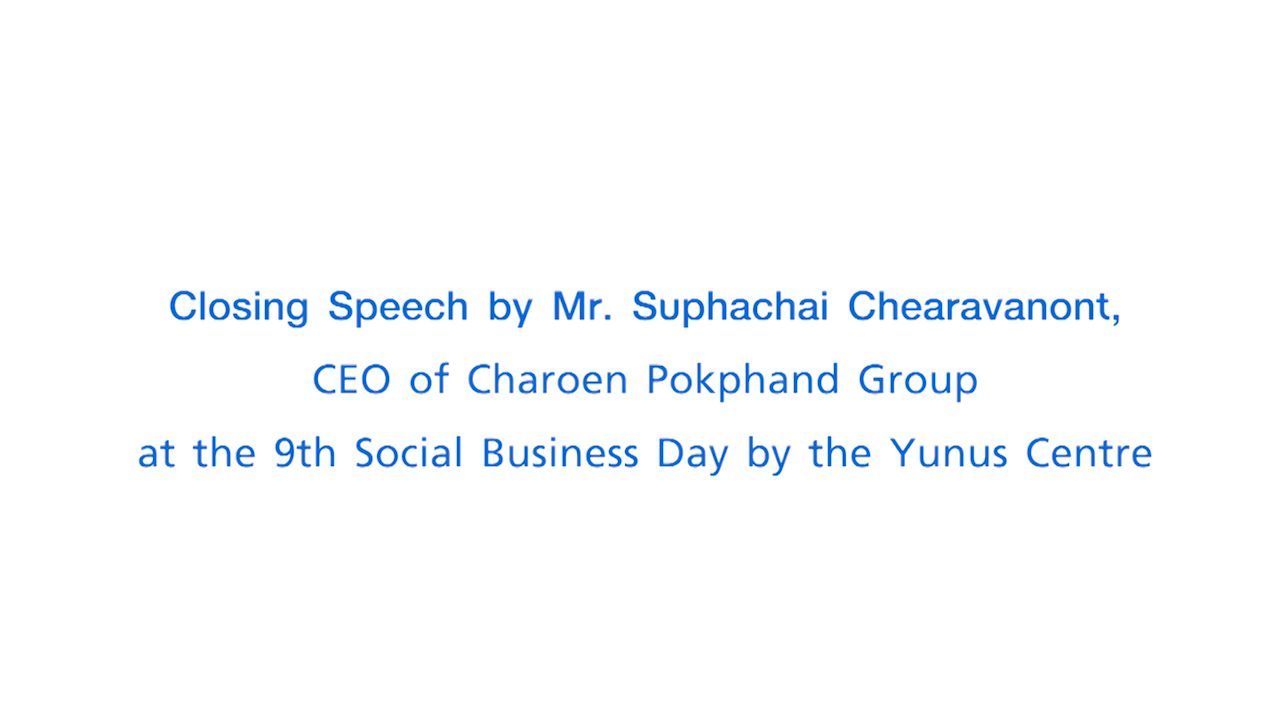 Closing Speech by Mr. Suphachai Chearavanont,
CEO of Charoen Pokphand Group
at the 9th Social Business Day by the Yunus Centre